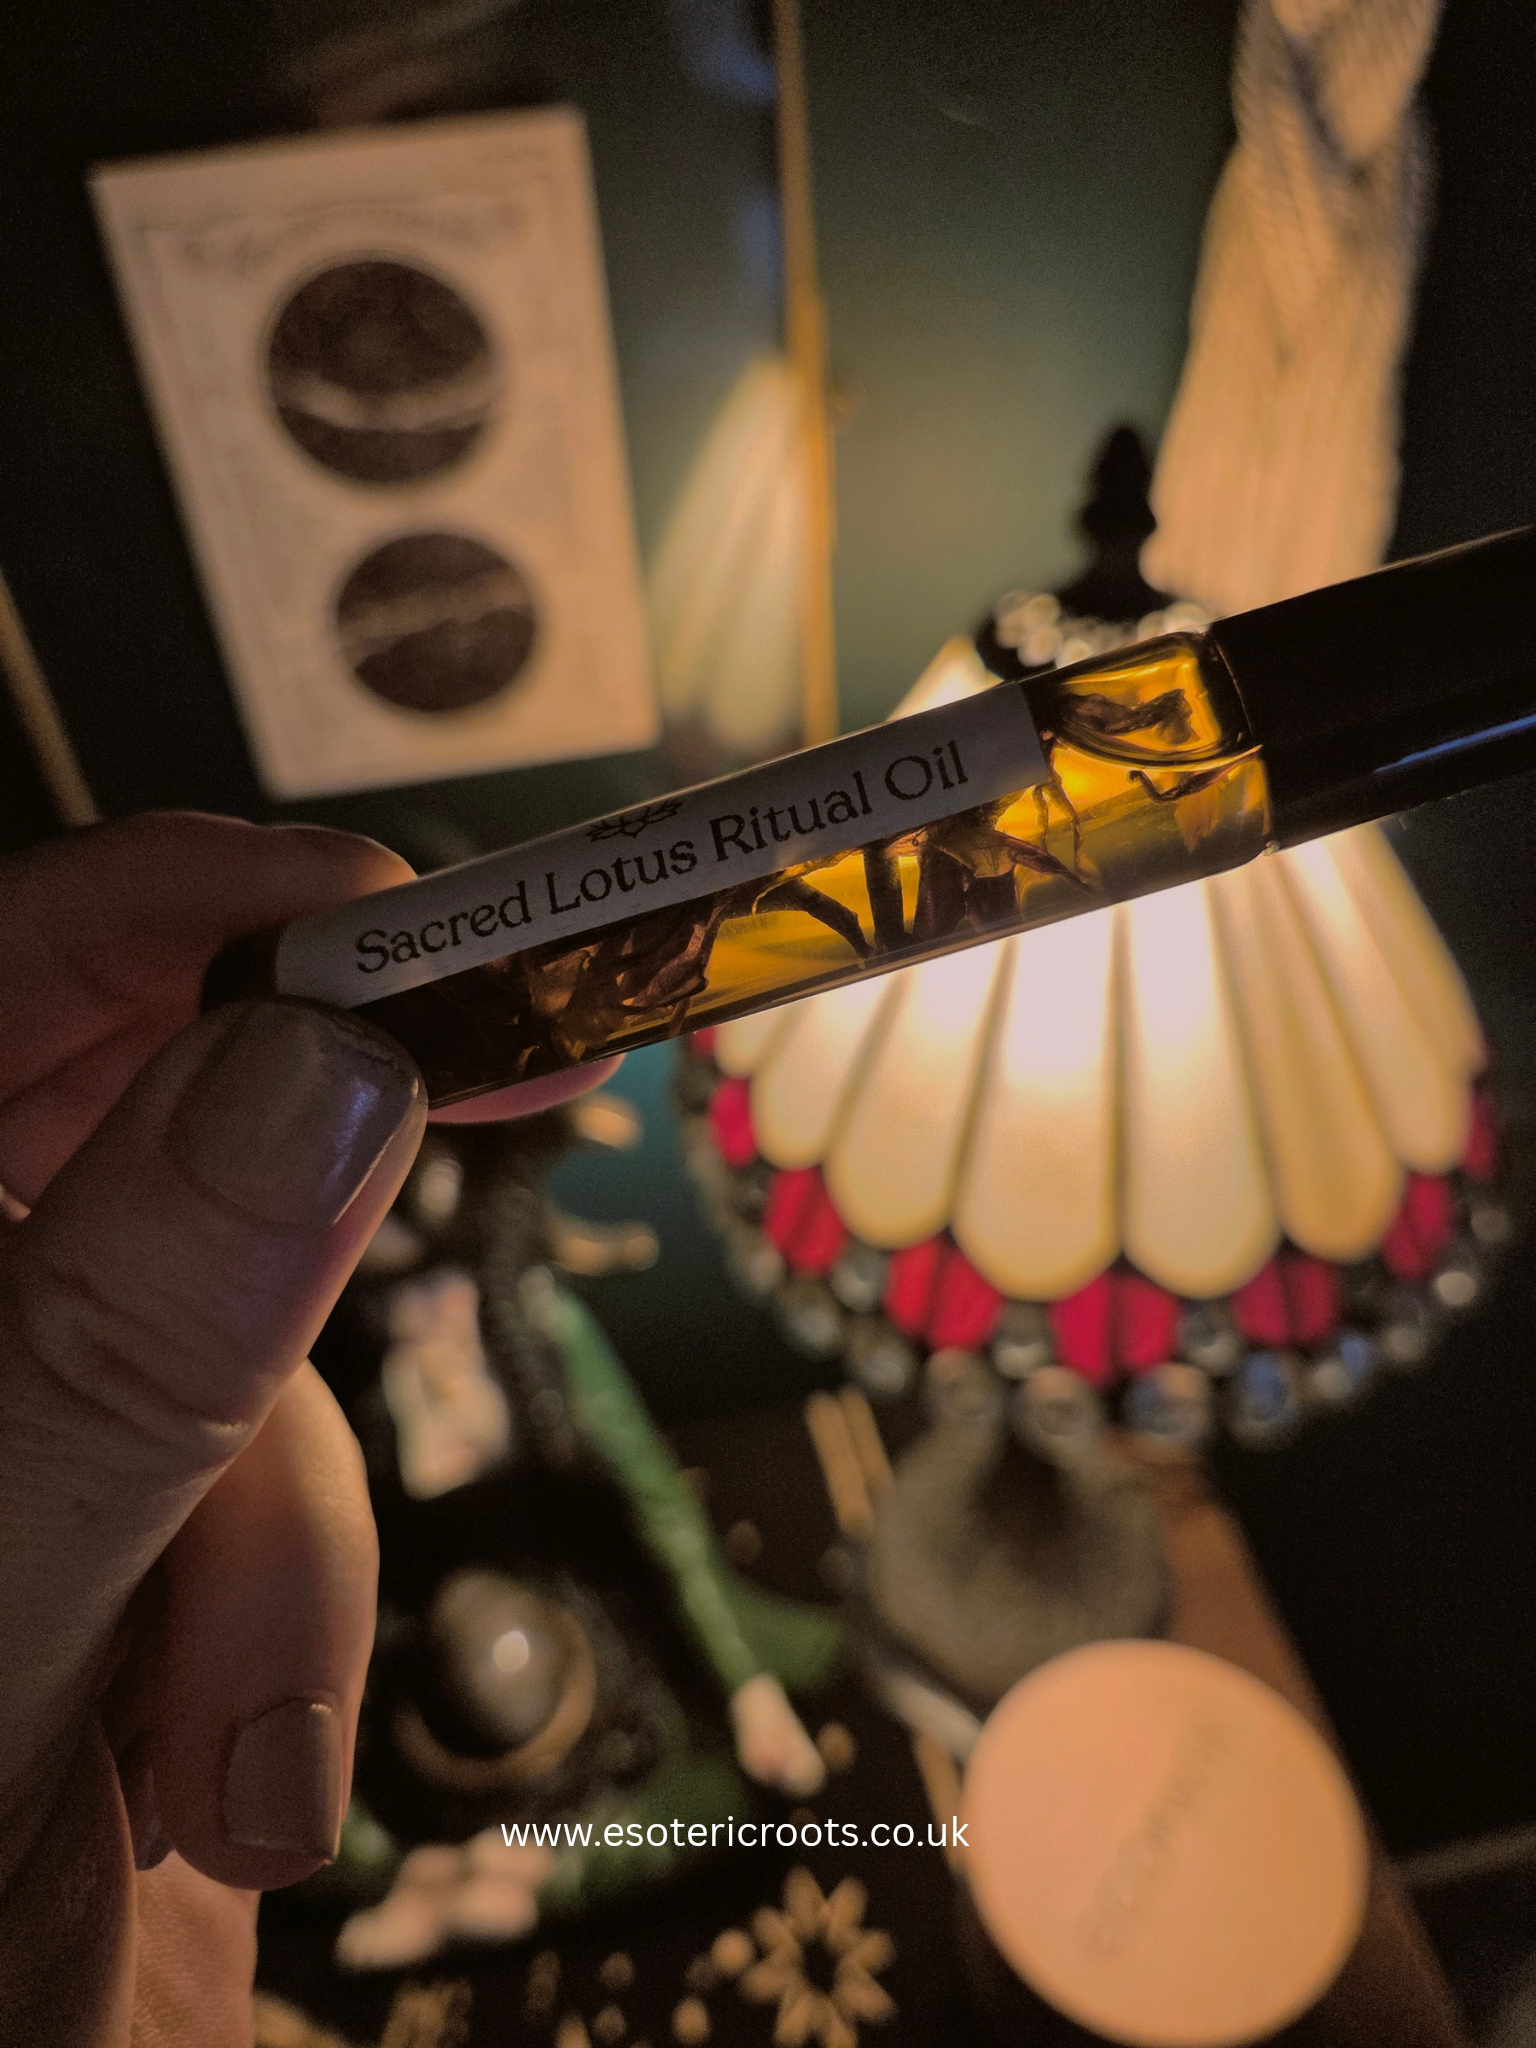 Sacred Lotus Ritual Oil
www.esotericroots.co.uk